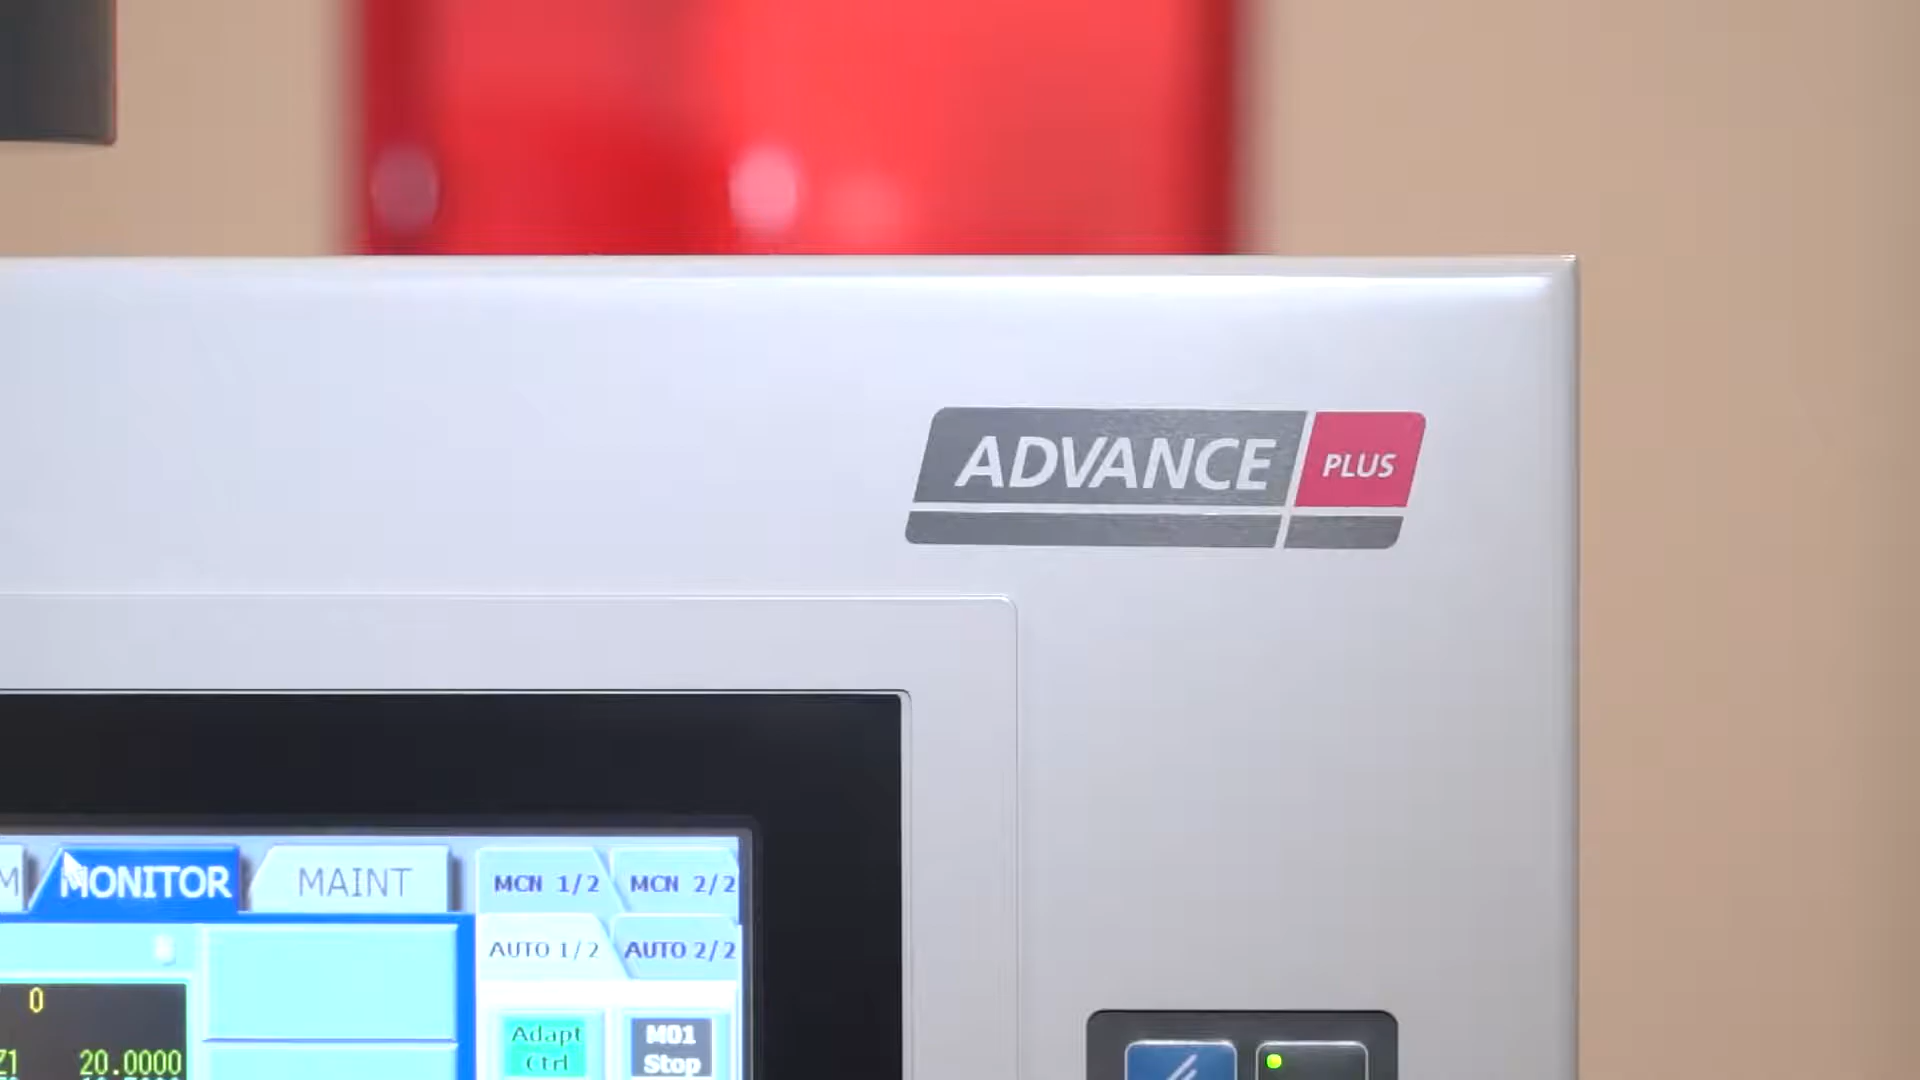 ADVANCE PLUS
M MONITOR MAINT MCN 1/2 MCN 2/2
AUTO 1/2 AUTO 2/2
0
Adapt Ctrl
M01 Stop
Z1 20.0000